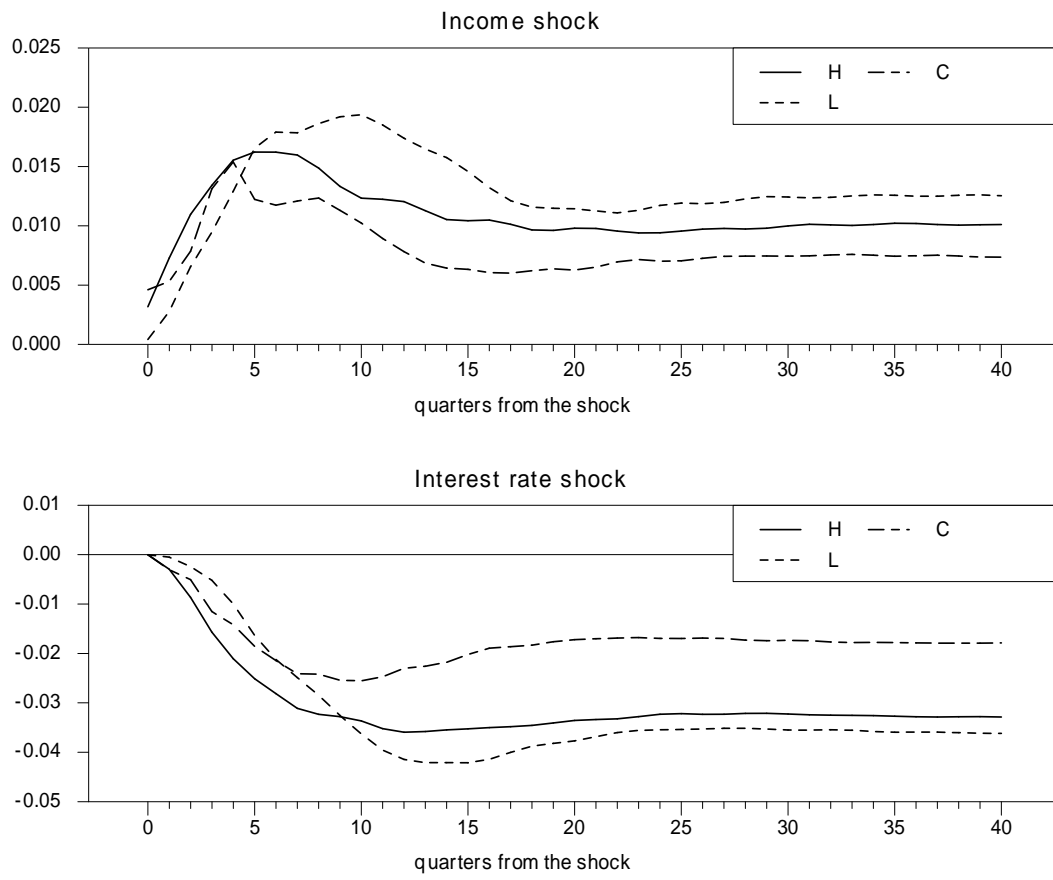 Income shock
0.025
0.020
0.015
0.010
0.005
0.000
H C
L
0 5 10 15 20 25 30 35 40
quarters from the shock
Interest rate shock
0.01
0.00
-0.01
-0.02
-0.03
-0.04
-0.05
H C
L
0 5 10 15 20 25 30 35 40
quarters from the shock